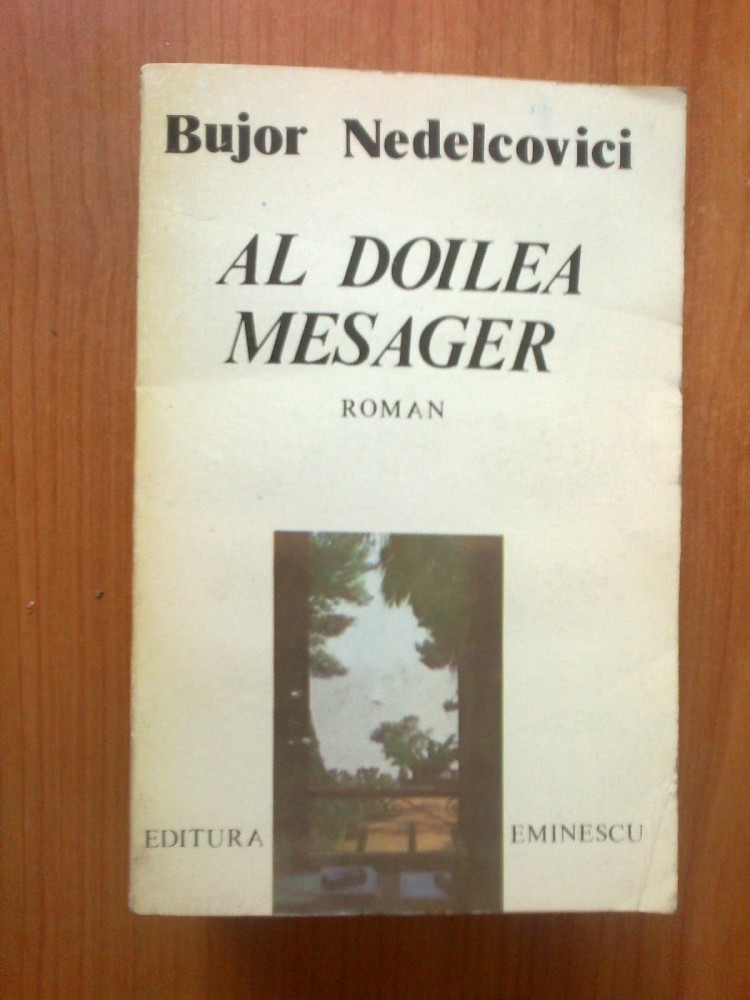 Bujor Nedelcovici
AL DOILEA
MESAGER
ROMAN
EDITURA EMINESCU